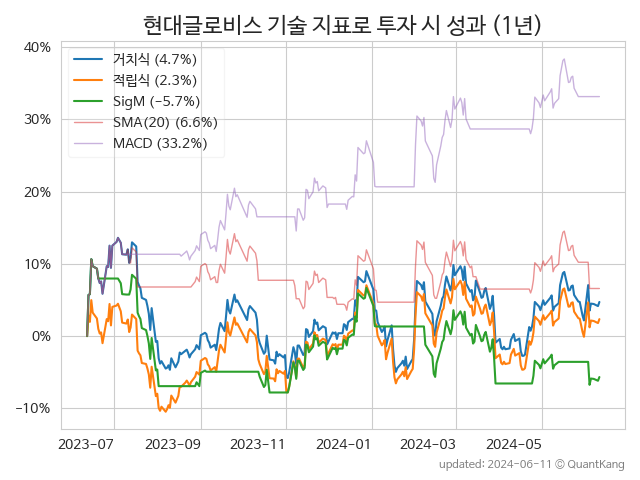 현대글로비스 기술 지표로 투자 시 성과 (1년)
40%
30%
20%
10%
0%
−10%
거치식 (4.7%)
적립식 (2.3%)
SigM (−5.7%)
SMA(20) (6.6%)
MACD (33.2%)
2023-07 2023-09 2023-11 2024-01 2024-03 2024-05
updated: 2024-06-11 © QuantKang